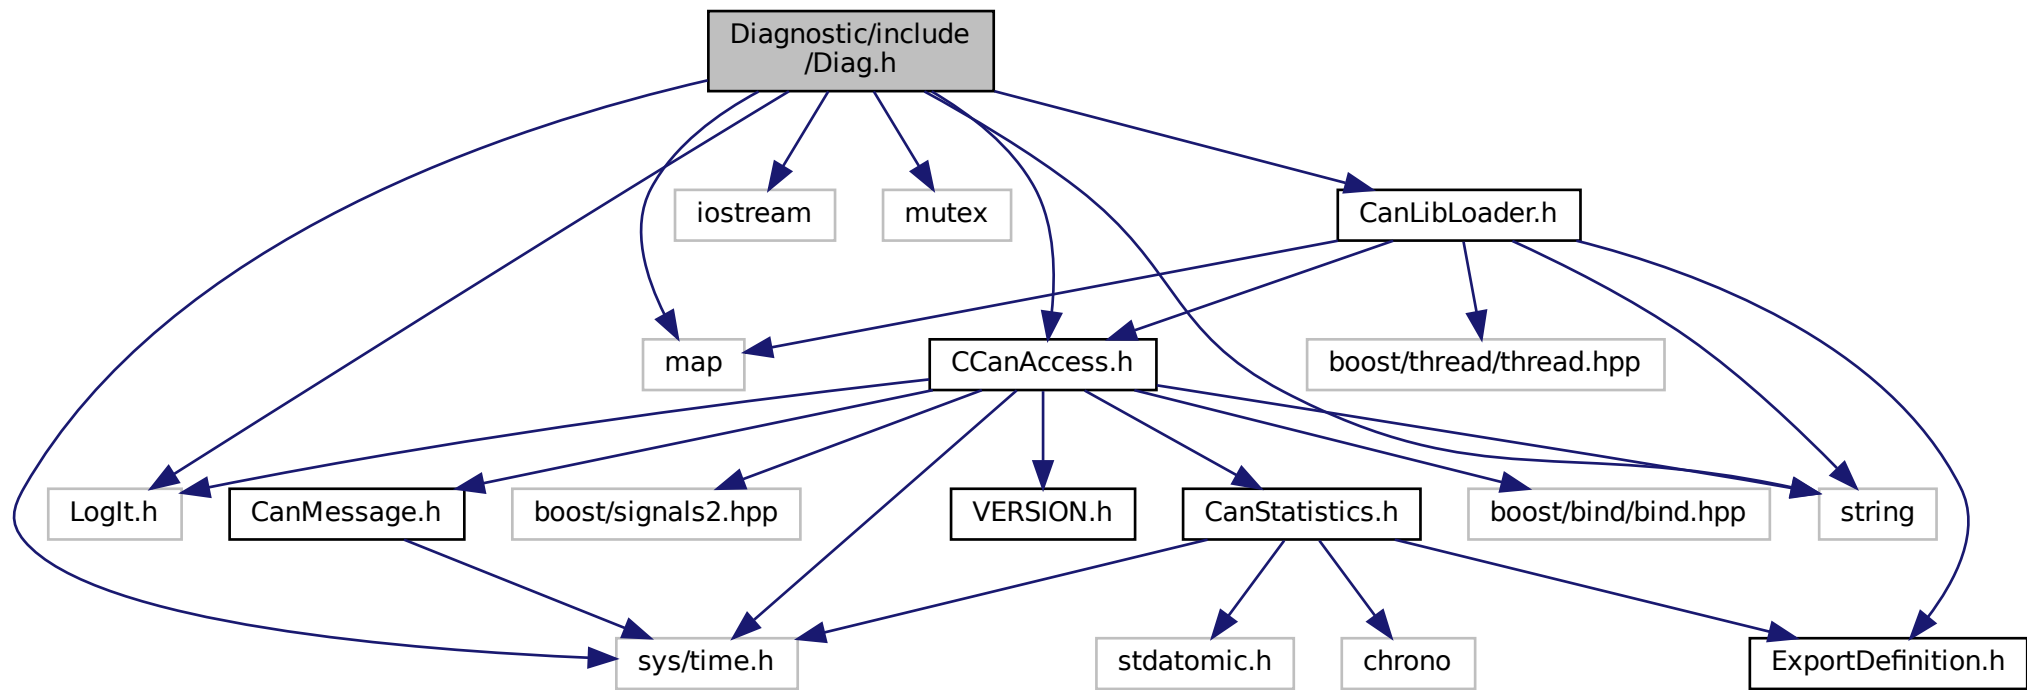 Diagnostic/include
/Diag.h
iostream
mutex
CanLibLoader.h
map
CCanAccess.h
boost/thread/thread.hpp
LogIt.h
CanMessage.h
boost/signals2.hpp
VERSION.h
CanStatistics.h
boost/bind/bind.hpp
string
sys/time.h
stdatomic.h
chrono
ExportDefinition.h